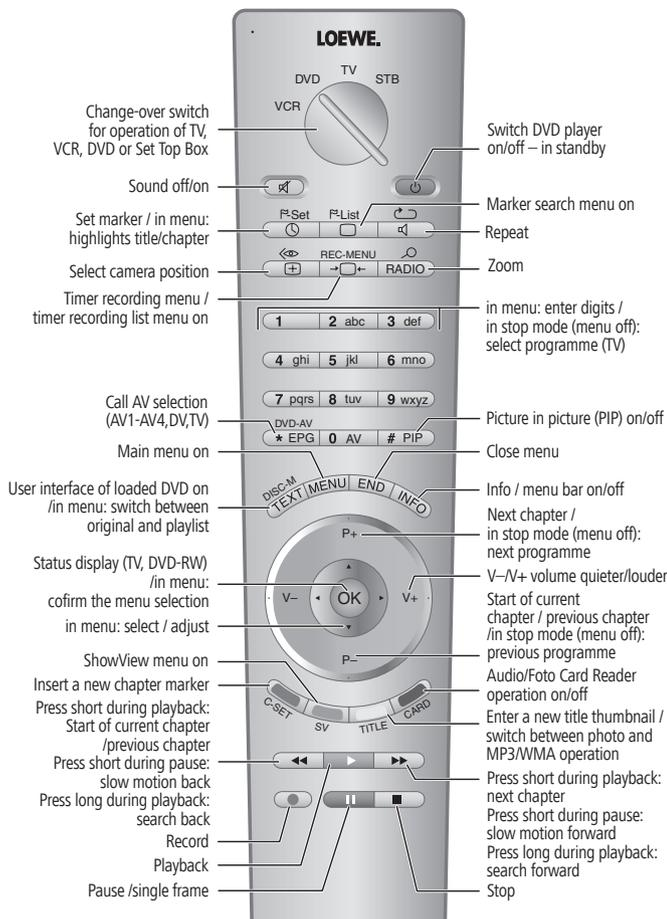 LOEWE.
TV
DVD
STB
VCR
Change-over switch
for operation of TV,
VCR, DVD or Set Top Box
Switch DVD player
on/off – in standby
Sound off/on
Set marker / in menu:
highlights title/chapter
-Set
-List
Marker search menu on
Repeat
Select camera position
REC-MENU
RADIO
Zoom
Timer recording menu /
timer recording list menu on
1
2 abc
3 def
4 ghi
5 jkl
6 mno
7 pqrs
8 tuv
9 wxyz
in menu: enter digits /
in stop mode (menu off):
select programme (TV)
Call AV selection
(AV1-AV4,DV,TV)
DVD-AV
* EPG
0 AV
# PIP
Picture in picture (PIP) on/off
Main menu on
Close menu
User interface of loaded DVD on
/in menu: switch between
original and playlist
DISC-M
TEXT
MENU
END
INFO
Info / menu bar on/off
P+
Next chapter /
in stop mode (menu off):
next programme
Status display (TV, DVD-RW)
/in menu:
cofirm the menu selection
V–
OK
V+
V–/V+ volume quieter/louder
in menu: select / adjust
P–
Start of current
chapter / previous chapter
/in stop mode (menu off):
previous programme
ShowView menu on
Insert a new chapter marker
C-SET
SV
TITLE
CARD
Audio/Foto Card Reader
operation on/off
Enter a new title thumbnail /
switch between photo and
MP3/WMA operation
Press short during playback:
Start of current chapter
/previous chapter
Press short during pause:
slow motion back
Press long during playback:
search back
Press short during playback:
next chapter
Press short during pause:
slow motion forward
Press long during playback:
search forward
Record
Playback
Pause /single frame
Stop